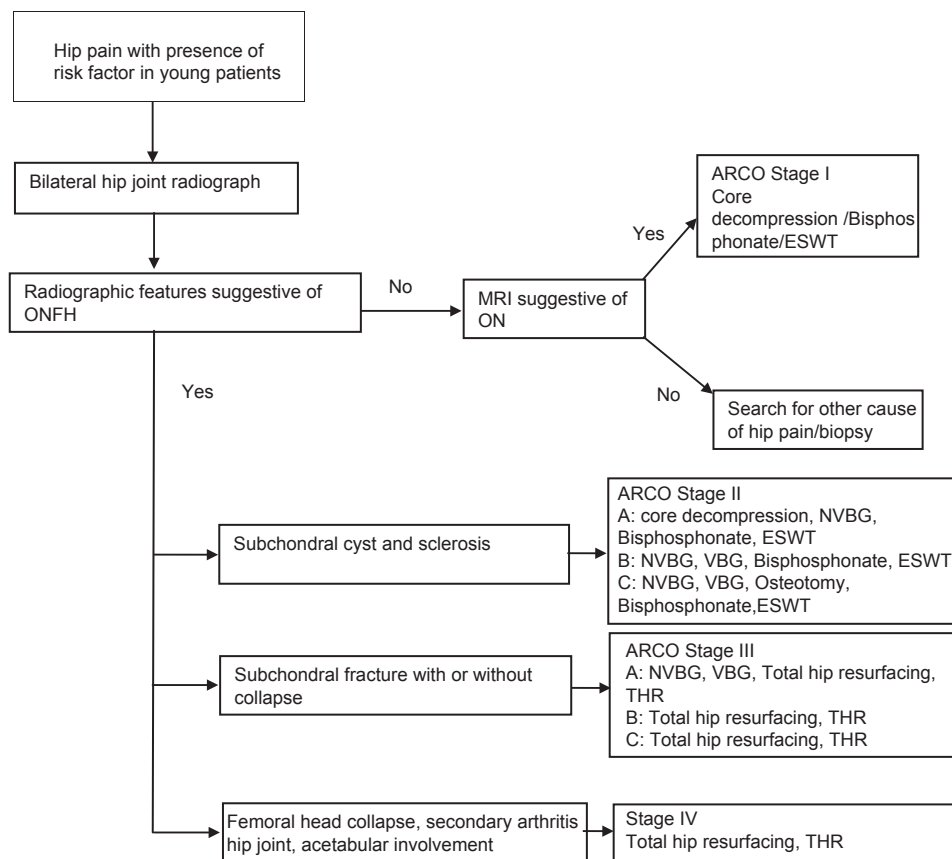 Hip pain with presence of
risk factor in young patients
Bilateral hip joint radiograph
ARCO Stage I
Core
decompression /Bisphos
phonate/ESWT
Yes
Radiographic features suggestive of
ONFH
No
MRI suggestive of
ON
No
Search for other cause
of hip pain/biopsy
Yes
Subchondral cyst and sclerosis
ARCO Stage II
A: core decompression, NVBG,
Bisphosphonate, ESWT
B: NVBG, VBG, Bisphosphonate, ESWT
C: NVBG, VBG, Osteotomy,
Bisphosphonate,ESWT
Subchondral fracture with or without
collapse
ARCO Stage III
A: NVBG, VBG, Total hip resurfacing,
THR
B: Total hip resurfacing, THR
C: Total hip resurfacing, THR
Femoral head collapse, secondary arthritis
hip joint, acetabular involvement
Stage IV
Total hip resurfacing, THR